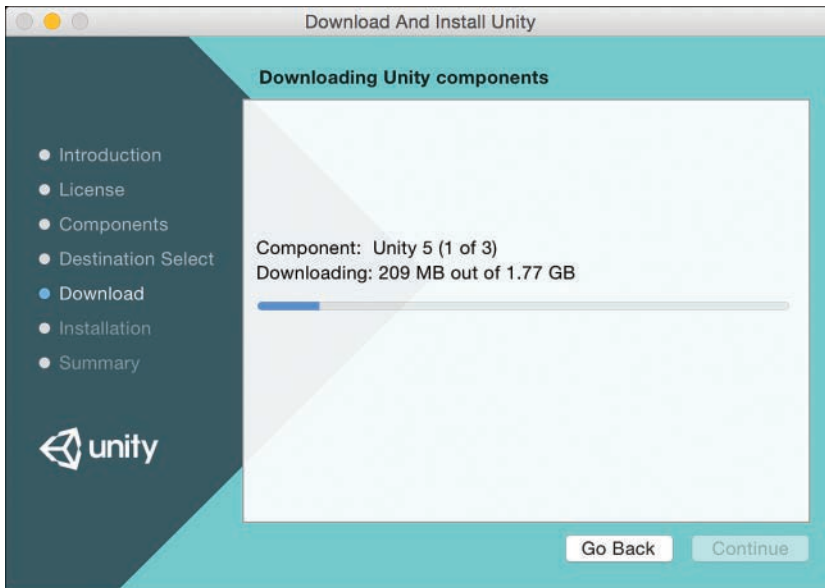 Download And Install Unity
Downloading Unity components
Introduction
License
Components
Destination Select
Download
Installation
Summary
Component: Unity 5 (1 of 3)
Downloading: 209 MB out of 1.77 GB
unity
Go Back
Continue